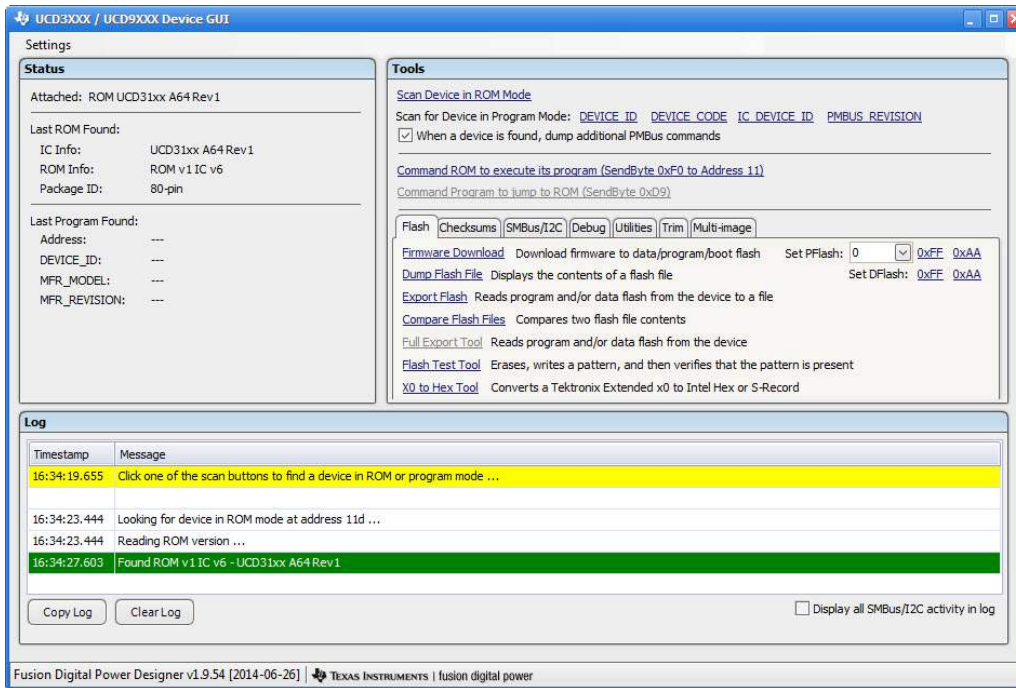 UCD3XXX / UCD9XXX Device GUI
Settings
Status
Attached: ROM UCD31xx A64 Rev1
Last ROM Found:
IC Info: UCD31xx A64 Rev1
ROM Info: ROM v1 IC v6
Package ID: 80-pin
Last Program Found:
Address: ---
DEVICE_ID: ---
MFR_MODEL: ---
MFR_REVISION: ---
Tools
Scan Device in ROM Mode
Scan for Device in Program Mode: DEVICE_ID DEVICE_CODE IC_DEVICE_ID PMBUS_REVISION
When a device is found, dump additional PMBus commands
Command ROM to execute its program (SendByte 0xF0 to Address 11)
Command Program to jump to ROM (SendByte 0xD9)
Flash Checksums SMBus/I2C Debug Utilities Trim Multi-image
Firmware Download Download firmware to data/program/boot flash Set PFlash: 0 0xFF 0xAA
Dump Flash File Displays the contents of a flash file Set DFlash: 0xFF 0xAA
Export Flash Reads program and/or data flash from the device to a file
Compare Flash Files Compares two flash file contents
Full Export Tool Reads program and/or data flash from the device
Flash Test Tool Erases, writes a pattern, and then verifies that the pattern is present
X0 to Hex Tool Converts a Tektronix Extended x0 to Intel Hex or S-Record
Log
Timestamp Message
16:34:19.655 Click one of the scan buttons to find a device in ROM or program mode ...
16:34:23.444 Looking for device in ROM mode at address 11d ...
16:34:23.444 Reading ROM version ...
16:34:27.603 Found ROM v1 IC v6 - UCD31xx A64 Rev1
Copy Log Clear Log Display all SMBus/I2C activity in log
Fusion Digital Power Designer v1.9.54 [2014-06-26] TEXAS INSTRUMENTS | fusion digital power